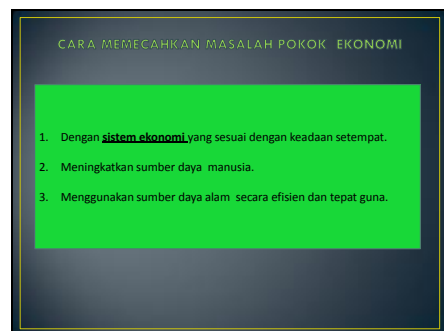 CARA MEMECAHKAN MASALAH POKOK EKONOMI
1. Dengan sistem ekonomi yang sesuai dengan keadaan setempat.
2. Meningkatkan sumber daya manusia.
3. Menggunakan sumber daya alam secara efisien dan tepat guna.